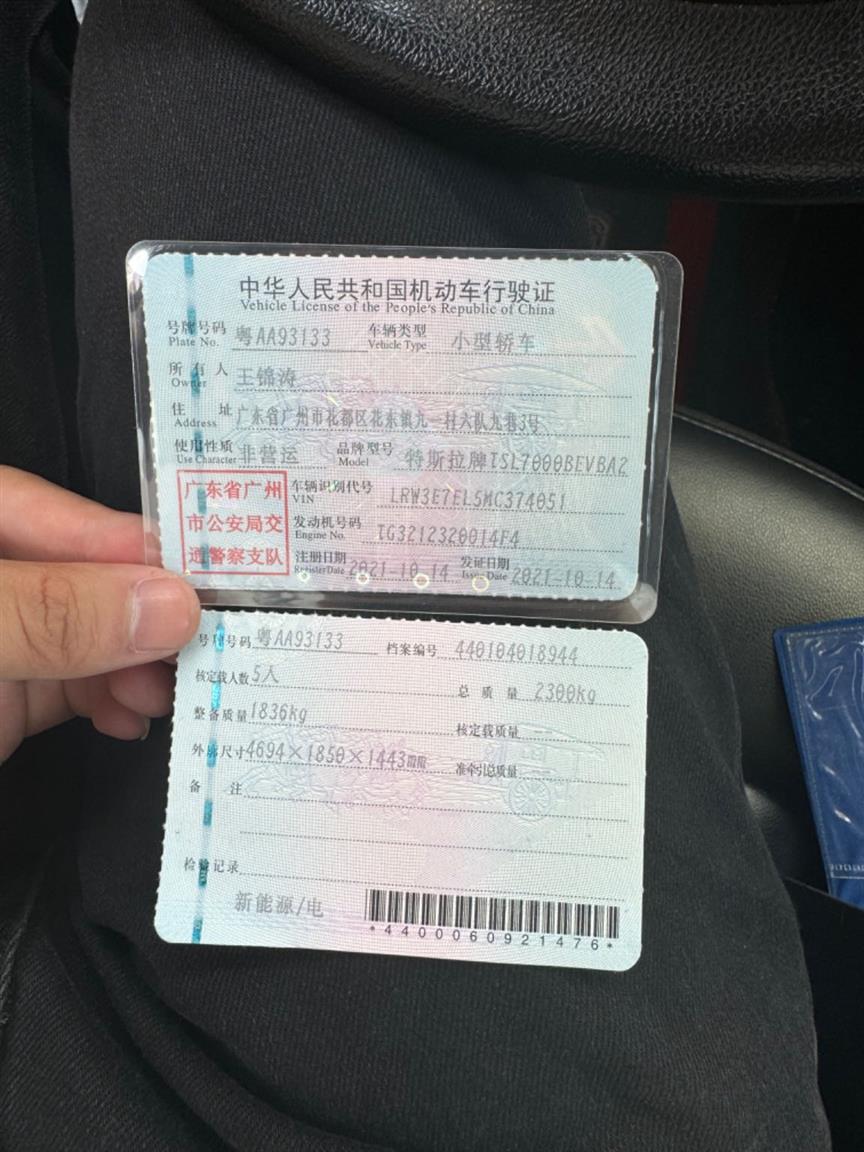 中华人民共和国机动车行驶证
Vehicle License of the People's Republic of China
号牌号码 Plate No. 粤AA93133 车辆类型 Vehicle Type 小型轿车
所有人 Owner 王锦涛
住址 Address 广东省广州市花都区花东镇九一村六队九巷3号
使用性质 Use Character 非营运 品牌型号 Model 特斯拉牌TSL7000BEVBA2
广东省广州市公安局交通警察支队
车辆识别代号 VIN LRW3E7EL5MC374051
发动机号码 Engine No. TG3212320014F4
注册日期 Register Date 2021-10-14 发证日期 Issue Date 2021-10-14
号牌号码 粤AA93133 档案编号 440104018944
核定载人数 5人 总质量 2300kg
整备质量 1836kg 核定载质量 --
外廓尺寸 4694×1850×1443mm 准牵引总质量 --
备注
检验记录
新能源/电
*4400060921476*